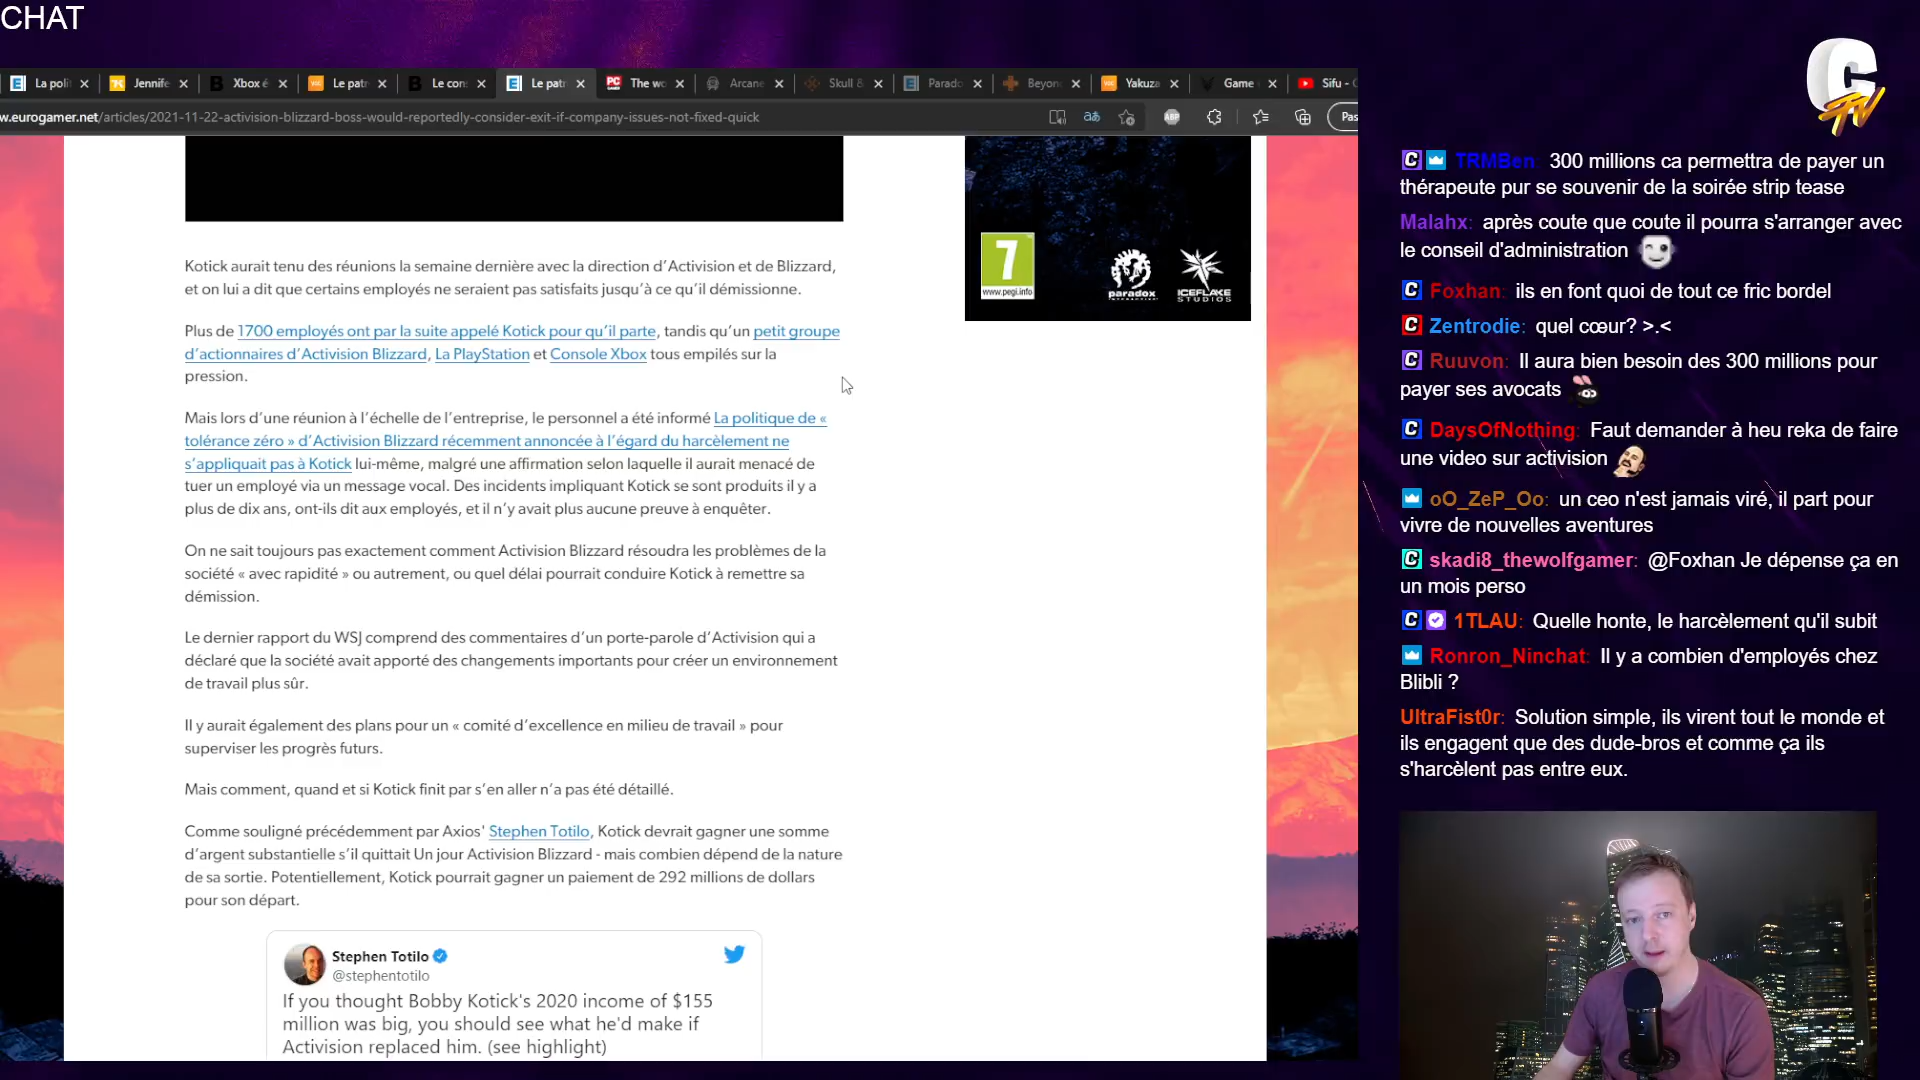 CHAT
La poli
Jennife
Xbox é
Le patr
Le con
Le patr
The wo
Arcane
Skull &
Parado
Beyon
Yakuza
Game
Sifu -
w.eurogamer.net/articles/2021-11-22-activision-blizzard-boss-would-reportedly-consider-exit-if-company-issues-not-fixed-quick
Pas
7
www.pegi.info
paradox
ICEFLAKE
STUDIOS
Kotick aurait tenu des réunions la semaine dernière avec la direction d’Activision et de Blizzard,
et on lui a dit que certains employés ne seraient pas satisfaits jusqu’à ce qu’il démissionne.
Plus de 1700 employés ont par la suite appelé Kotick pour qu’il parte, tandis qu’un petit groupe
d’actionnaires d’Activision Blizzard, La PlayStation et Console Xbox tous empilés sur la
pression.
Mais lors d’une réunion à l’échelle de l’entreprise, le personnel a été informé La politique de «
tolérance zéro » d’Activision Blizzard récemment annoncée à l’égard du harcèlement ne
s’appliquait pas à Kotick lui-même, malgré une affirmation selon laquelle il aurait menacé de
tuer un employé via un message vocal. Des incidents impliquant Kotick se sont produits il y a
plus de dix ans, ont-ils dit aux employés, et il n’y avait plus aucune preuve à enquêter.
On ne sait toujours pas exactement comment Activision Blizzard résoudra les problèmes de la
société « avec rapidité » ou autrement, ou quel délai pourrait conduire Kotick à remettre sa
démission.
Le dernier rapport du WSJ comprend des commentaires d’un porte-parole d’Activision qui a
déclaré que la société avait apporté des changements importants pour créer un environnement
de travail plus sûr.
Il y aurait également des plans pour un « comité d’excellence en milieu de travail » pour
superviser les progrès futurs.
Mais comment, quand et si Kotick finit par s’en aller n’a pas été détaillé.
Comme souligné précédemment par Axios' Stephen Totilo, Kotick devrait gagner une somme
d’argent substantielle s’il quittait Un jour Activision Blizzard - mais combien dépend de la nature
de sa sortie. Potentiellement, Kotick pourrait gagner un paiement de 292 millions de dollars
pour son départ.
Stephen Totilo
@stephentotilo
If you thought Bobby Kotick's 2020 income of $155
million was big, you should see what he'd make if
Activision replaced him. (see highlight)
C TV
TRMBen: 300 millions ca permettra de payer un
thérapeute pur se souvenir de la soirée strip tease
Malahx: après coute que coute il pourra s'arranger avec
le conseil d'administration
Foxhan: ils en font quoi de tout ce fric bordel
Zentrodie: quel cœur? >.<
Ruuvon: Il aura bien besoin des 300 millions pour
payer ses avocats
DaysOfNothing: Faut demander à heu reka de faire
une video sur activision
oO_ZeP_Oo: un ceo n'est jamais viré, il part pour
vivre de nouvelles aventures
skadi8_thewolfgamer: @Foxhan Je dépense ça en
un mois perso
1TLAU: Quelle honte, le harcèlement qu'il subit
Ronron_Ninchat: Il y a combien d'employés chez
Blibli ?
UltraFist0r: Solution simple, ils virent tout le monde et
ils engagent que des dude-bros et comme ça ils
s'harcèlent pas entre eux.